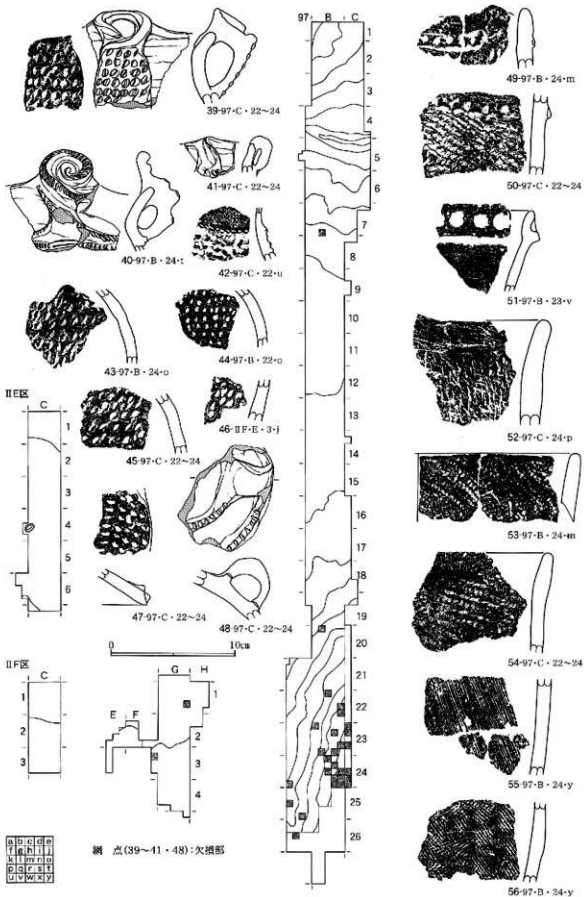 39-97・C・22~24
40-97・B・24・t
41-97・C・22~24
42-97・C・22・u
43-97・B・24・o
44-97・B・22・o
45-97・C・22~24
46-ⅡF・E・3-j
47-97・C・22~24
48-97・C・22~24
0 10cm
ⅡE区
C
1
2
3
4
5
6
ⅡF区
C
1
2
3
G H
E F
1
2
3
4
a b c d e
f g h i j
k l m n o
p q r s t
u v w x y
網 点(39~41・48):欠損部
97 B C
1
2
3
4
5
6
7
8
9
10
11
12
13
14
15
16
17
18
19
20
21
22
23
24
25
26
49-97・B・24・m
50-97・C・22~24
51-97・B・23・v
52-97・C・24・p
53-97・B・24・m
54-97・C・22~24
55-97・B・24・y
56-97・B・24・y